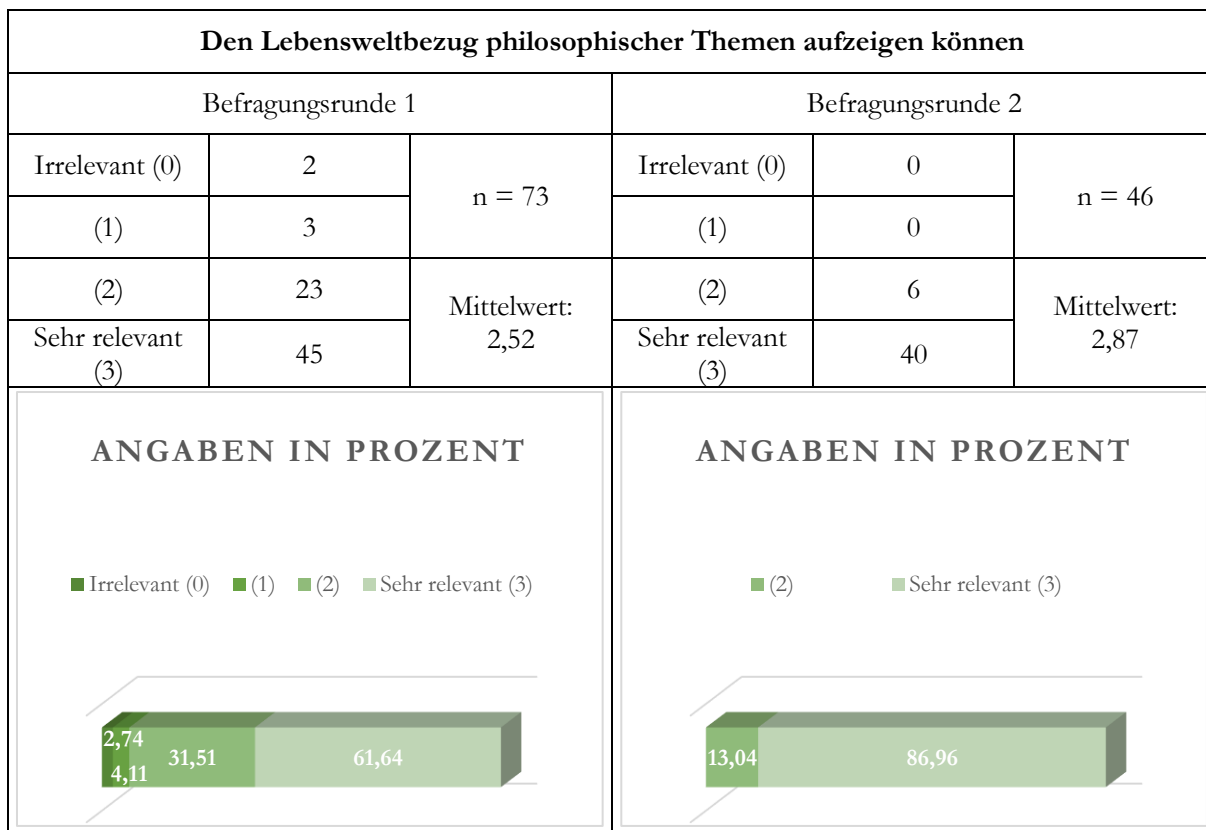 Den Lebensweltbezug philosophischer Themen aufzeigen können
Befragungsrunde 1
Befragungsrunde 2
Irrelevant (0)
2
n = 73
Irrelevant (0)
0
n = 46
(1)
3
(1)
0
(2)
23
Mittelwert:
2,52
(2)
6
Mittelwert:
2,87
Sehr relevant
(3)
45
Sehr relevant
(3)
40
ANGABEN IN PROZENT
Irrelevant (0) (1) (2) Sehr relevant (3)
2,74
4,11
31,51
61,64
ANGABEN IN PROZENT
(2) Sehr relevant (3)
13,04
86,96